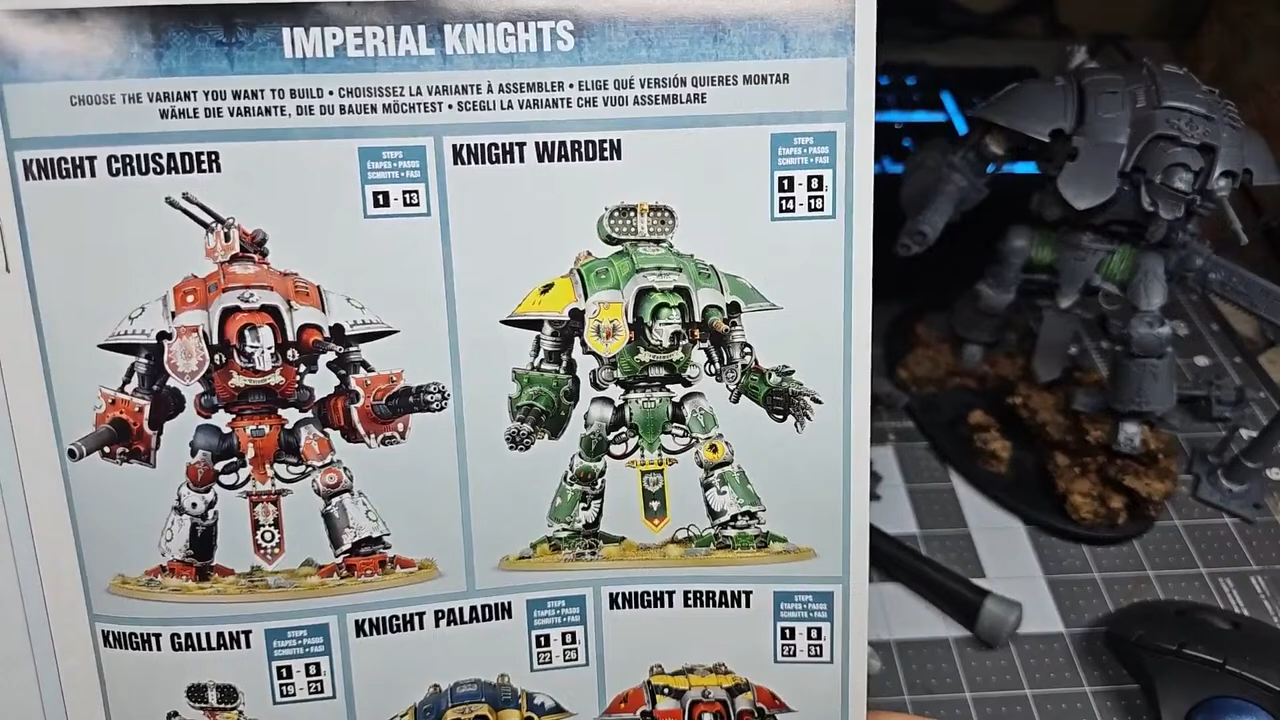 IMPERIAL KNIGHTS
CHOOSE THE VARIANT YOU WANT TO BUILD • CHOISISSEZ LA VARIANTE À ASSEMBLER • ELIGE QUÉ VERSIÓN QUIERES MONTAR
WÄHLE DIE VARIANTE, DIE DU BAUEN MÖCHTEST • SCEGLI LA VARIANTE CHE VUOI ASSEMBLARE
KNIGHT CRUSADER
STEPS
ÉTAPES • PASOS
SCHRITTE • FASI
1 - 13
KNIGHT WARDEN
STEPS
ÉTAPES • PASOS
SCHRITTE • FASI
1 - 8;
14 - 18
KNIGHT GALLANT
STEPS
ÉTAPES • PASOS
SCHRITTE • FASI
1 - 8;
19 - 21
KNIGHT PALADIN
STEPS
ÉTAPES • PASOS
SCHRITTE • FASI
1 - 8;
22 - 26
KNIGHT ERRANT
STEPS
ÉTAPES • PASOS
SCHRITTE • FASI
1 - 8;
27 - 31